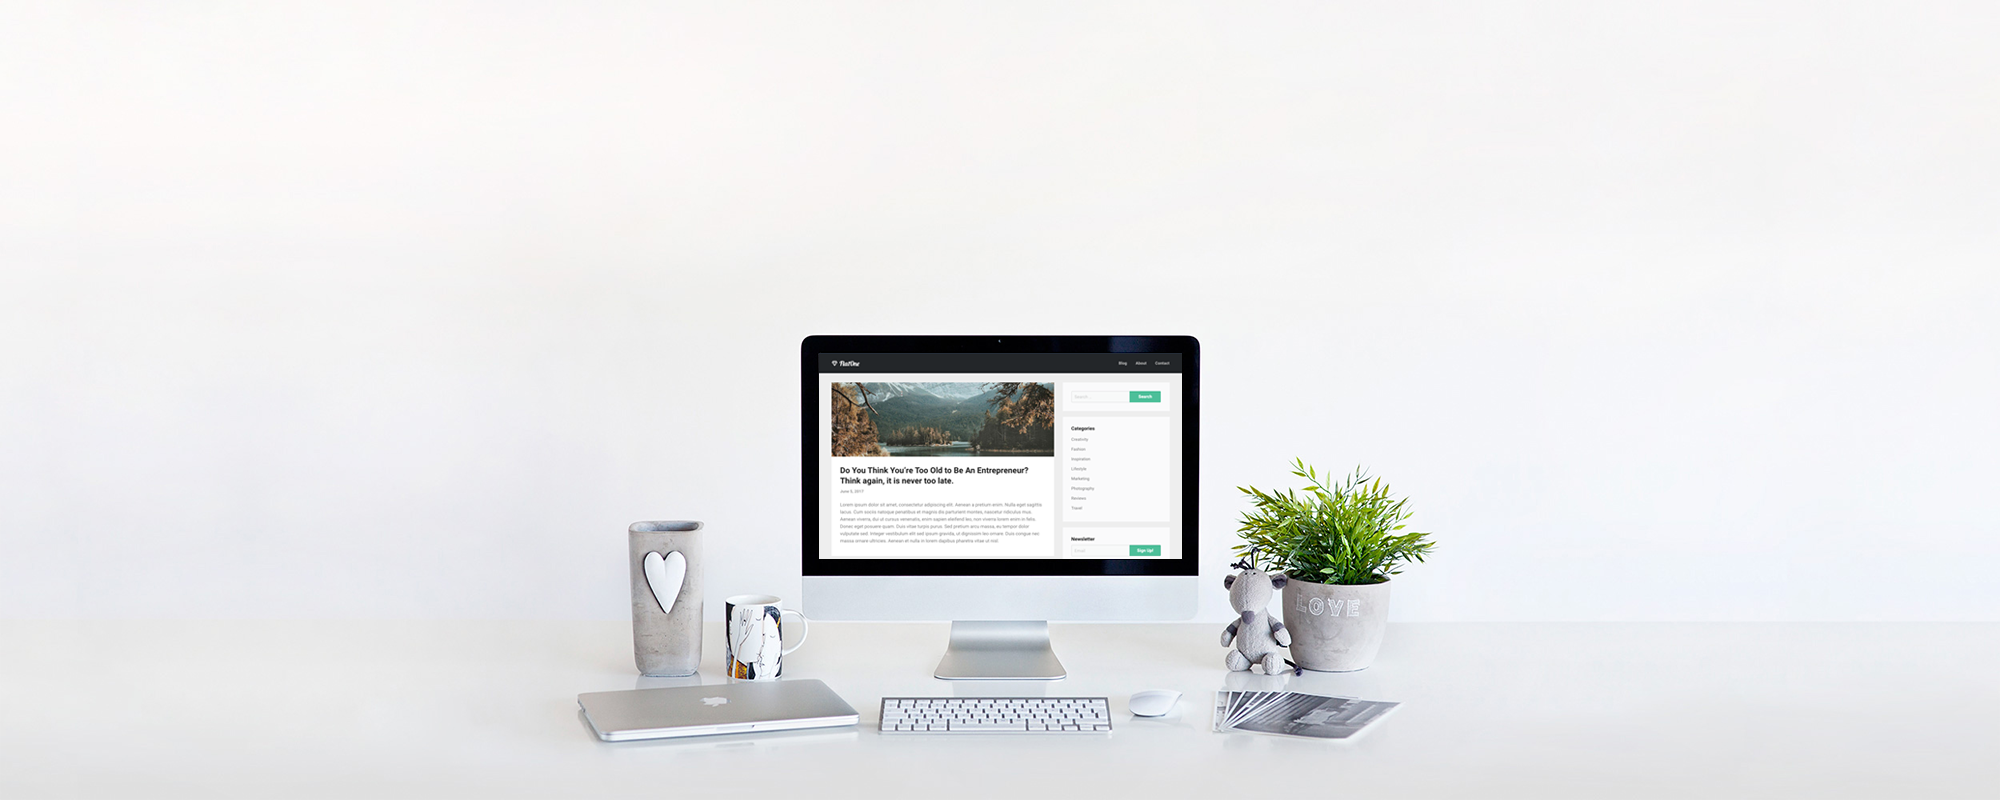 FlatOne
Blog About Contact
Search...
Search
Do You Think You're Too Old to Be An Entrepreneur?
Think again, it is never too late.
June 5, 2017
Lorem ipsum dolor sit amet, consectetur adipiscing elit. Aenean a pretium enim. Nulla eget sagittis
lacus. Cum sociis natoque penatibus et magnis dis parturient montes, nascetur ridiculus mus.
Aenean viverra, dui ut cursus venenatis, enim sapien eleifend leo, non viverra lorem enim in felis.
Donec eget posuere quam. Duis vitae turpis purus. Sed pretium arcu massa, eu tempor dolor
vulputate sed. Integer vestibulum elit sed ipsum gravida, ut dignissim leo ornare. Duis congue nec
massa ornare ultricies. Aenean et nulla in lorem dapibus pharetra vitae ut nisl.
Categories
Creativity
Fashion
Inspiration
Lifestyle
Marketing
Photography
Reviews
Travel
Newsletter
Email
Sign Up!
LOVE